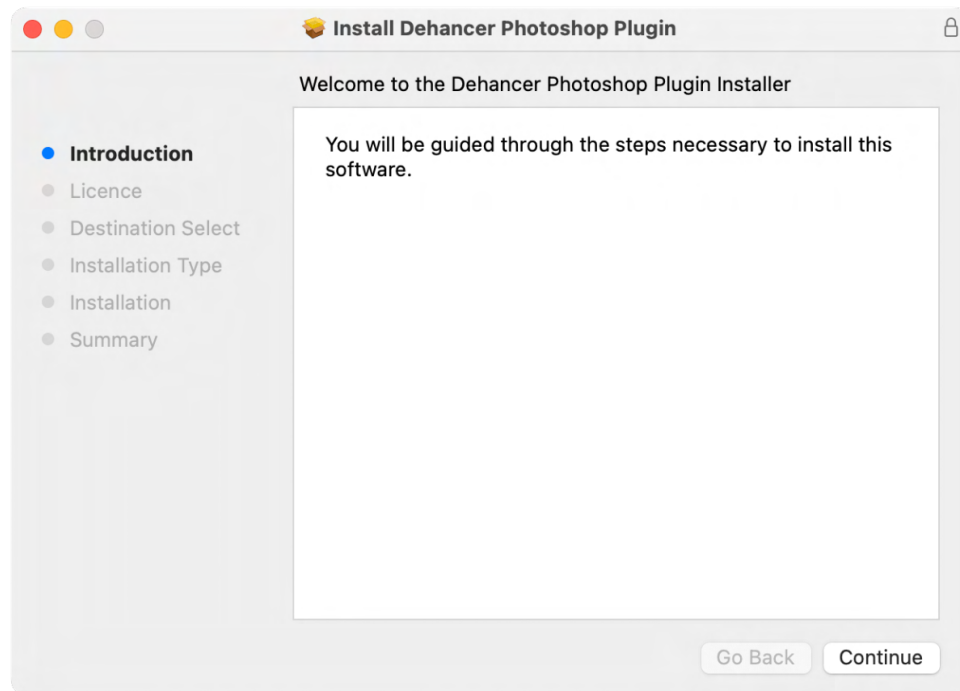 Install Dehancer Photoshop Plugin
Welcome to the Dehancer Photoshop Plugin Installer
Introduction
Licence
Destination Select
Installation Type
Installation
Summary
You will be guided through the steps necessary to install this
software.
Go Back
Continue